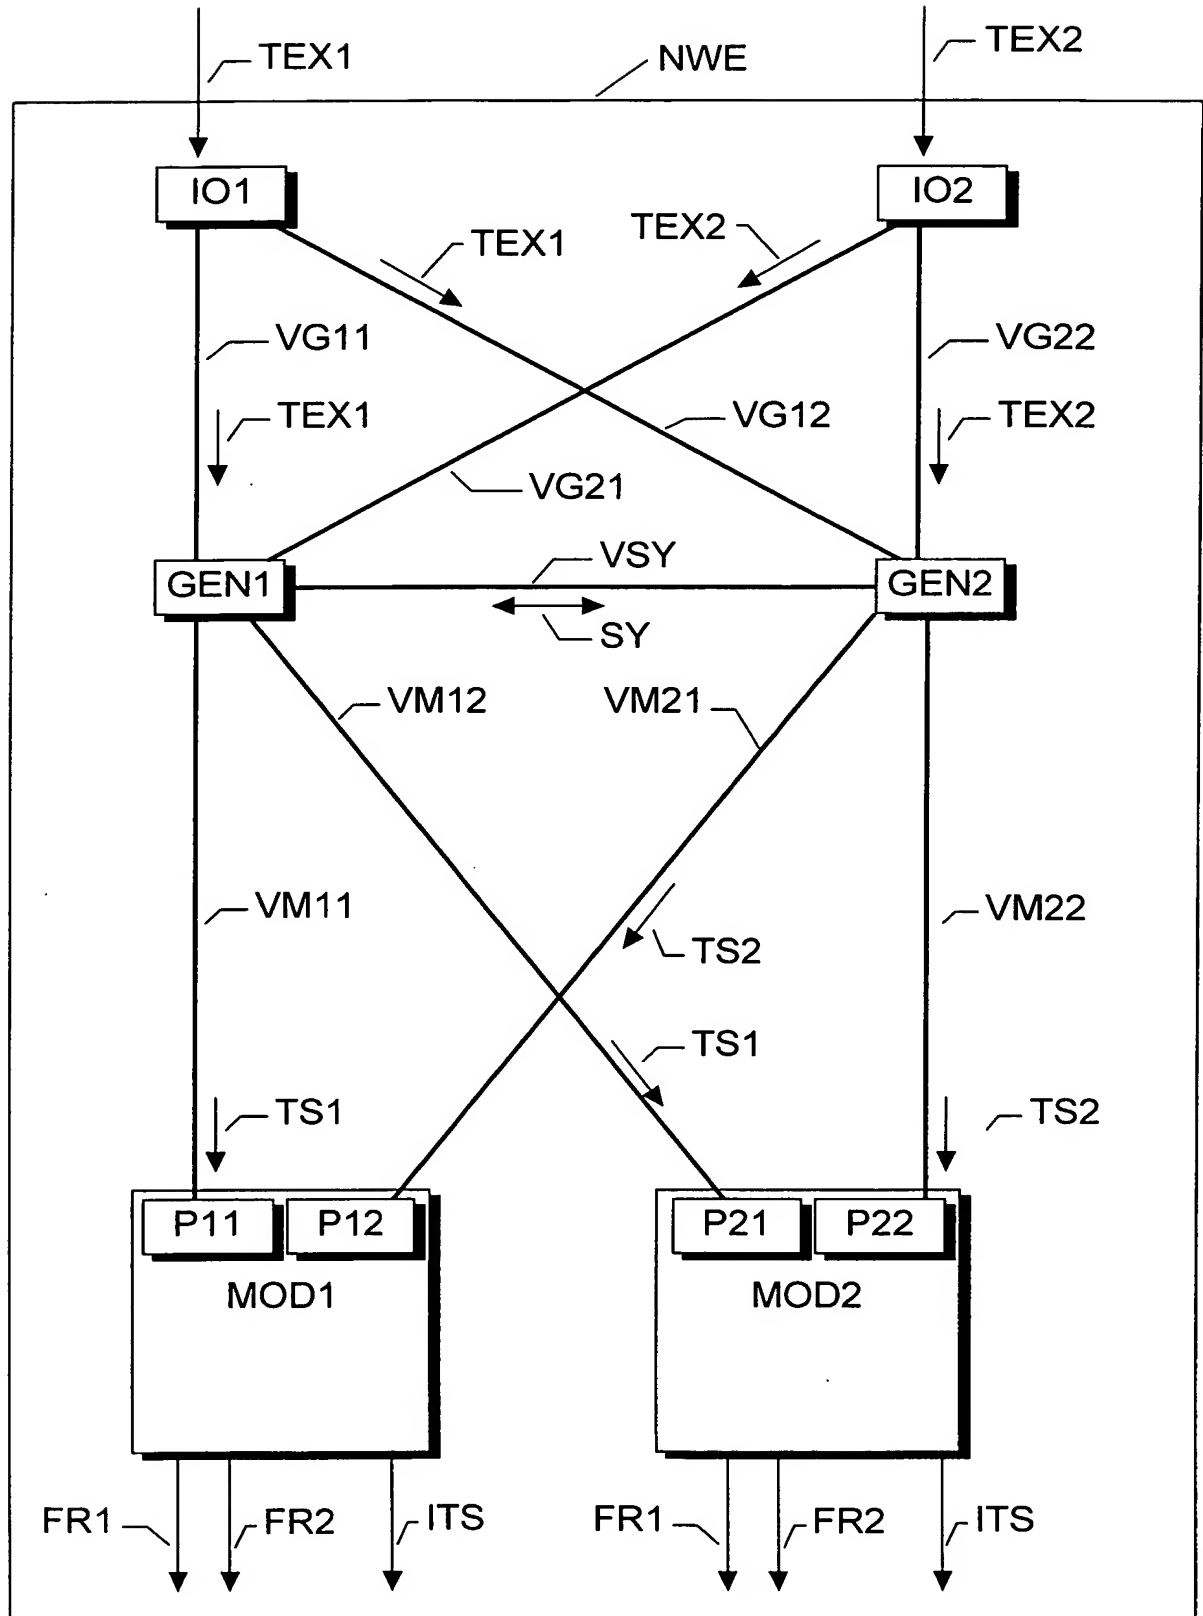 TEX1
NWE
TEX2
IO1
IO2
TEX1
TEX2
VG11
VG22
TEX1
VG12
TEX2
VG21
VSY
GEN1
GEN2
SY
VM12
VM21
VM11
VM22
TS2
TS1
TS1
TS2
P11
P12
P21
P22
MOD1
MOD2
FR1
FR2
ITS
FR1
FR2
ITS